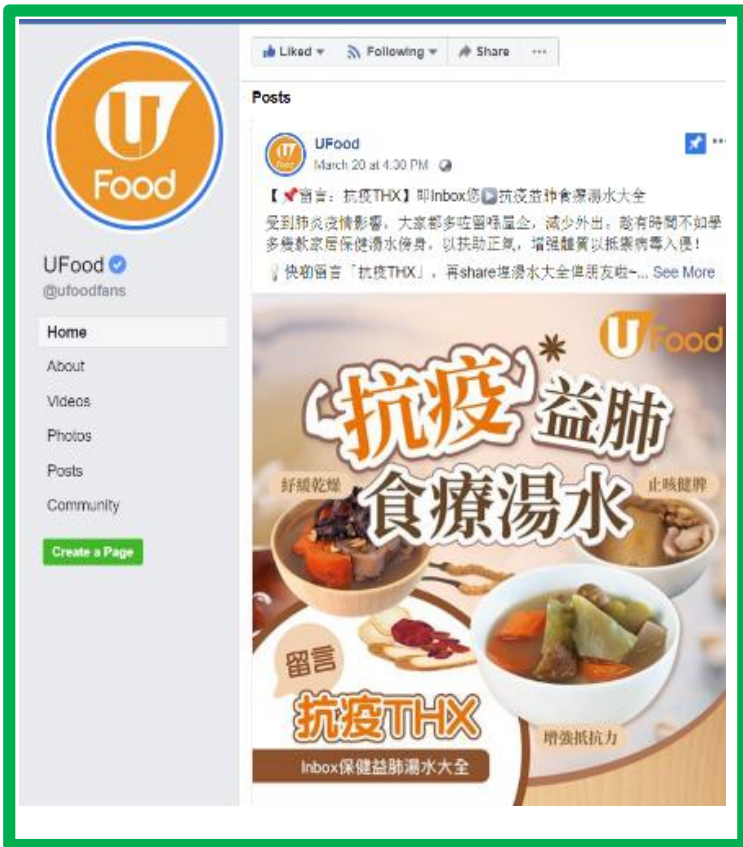 Liked
Following
Share
Posts
U
Food
UFood
March 20 at 4:30 PM
【📌留言：抗疫THX】即Inbox您▶抗疫益肺食療湯水大全
受到肺炎疫情影響，大家都多咗留喺屋企，減少外出。趁有時間不如學
多幾款家居保健湯水傍身，以扶助正氣，增強體質以抵禦病毒入侵！
💡快啲留言「抗疫THX」，再share埋湯水大全俾朋友啦~... See More
UFood
@ufoodfans
Home
About
Videos
Photos
Posts
Community
Create a Page
U Food
抗疫 益肺
食療湯水
紓緩乾燥
止咳健脾
增強抵抗力
留言
抗疫THX
Inbox保健益肺湯水大全